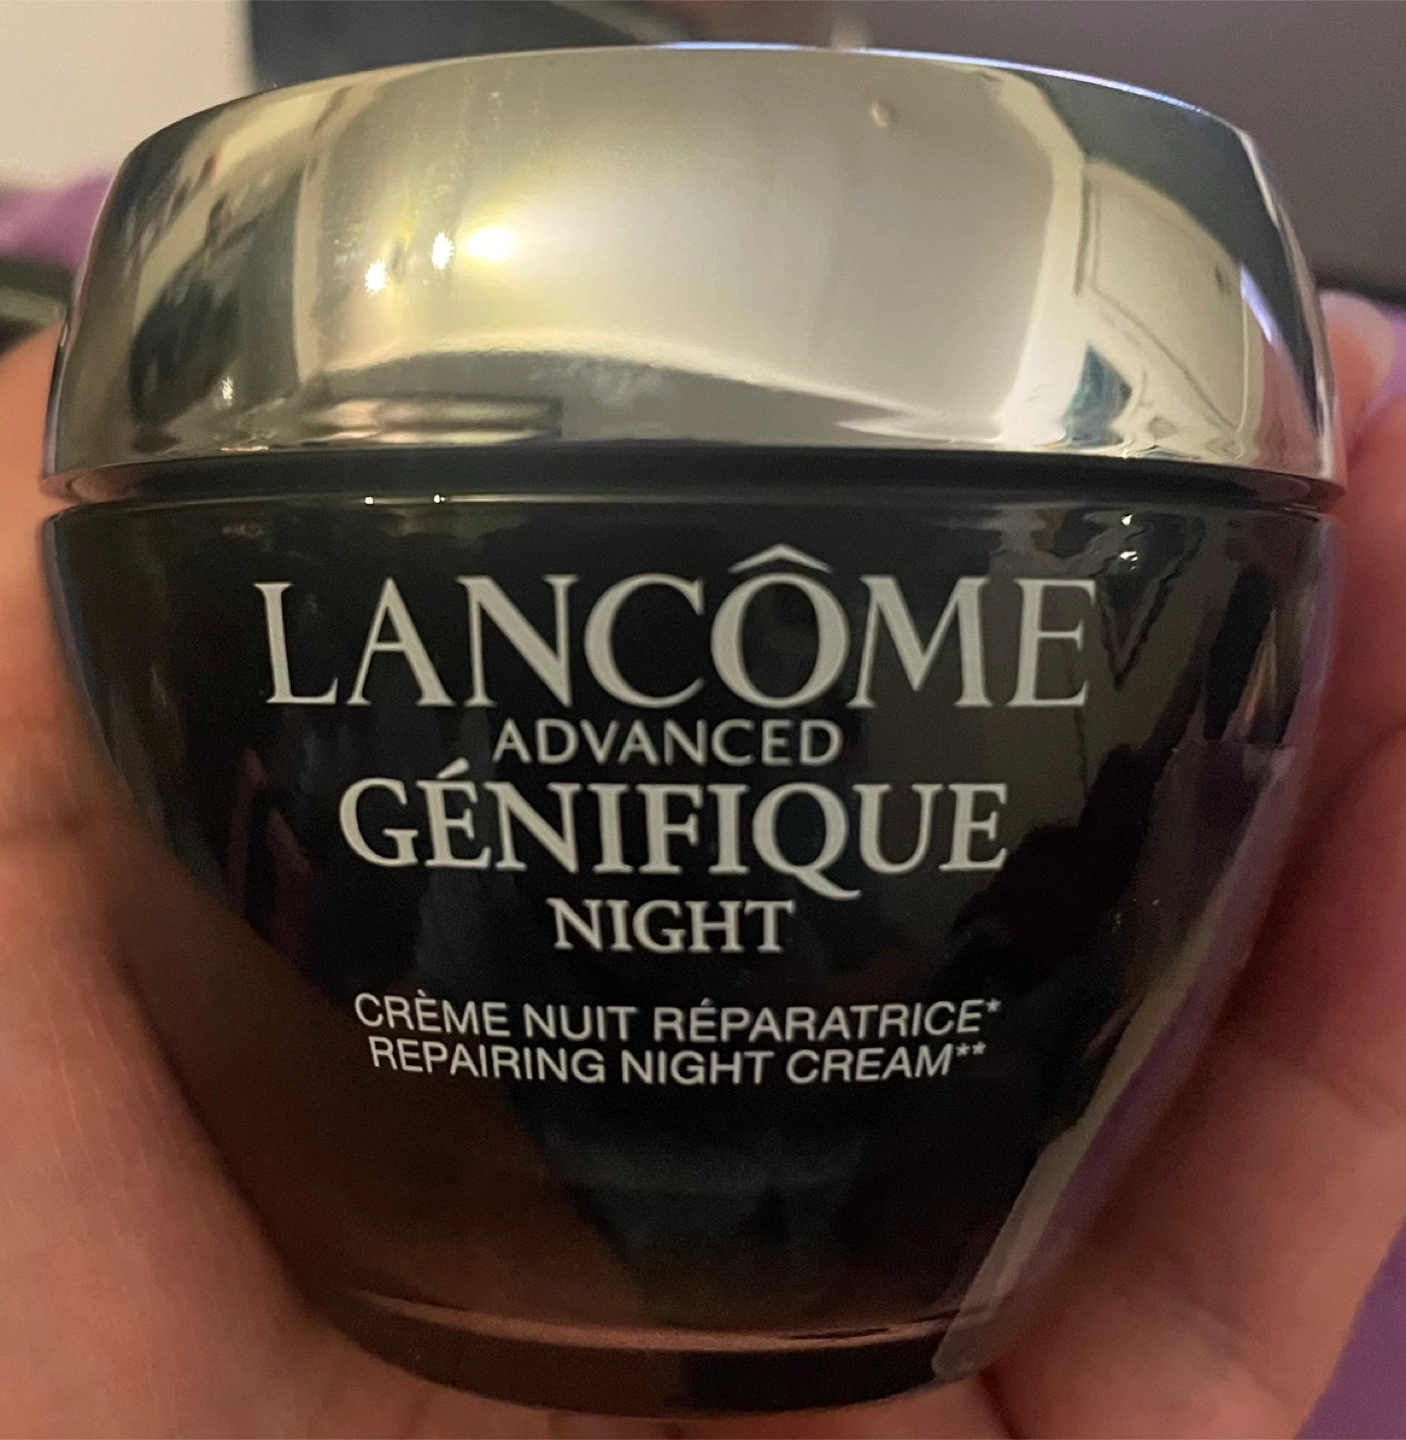 LANCÔME
ADVANCED
GÉNIFIQUE
NIGHT
CRÈME NUIT RÉPARATRICE*
REPAIRING NIGHT CREAM**